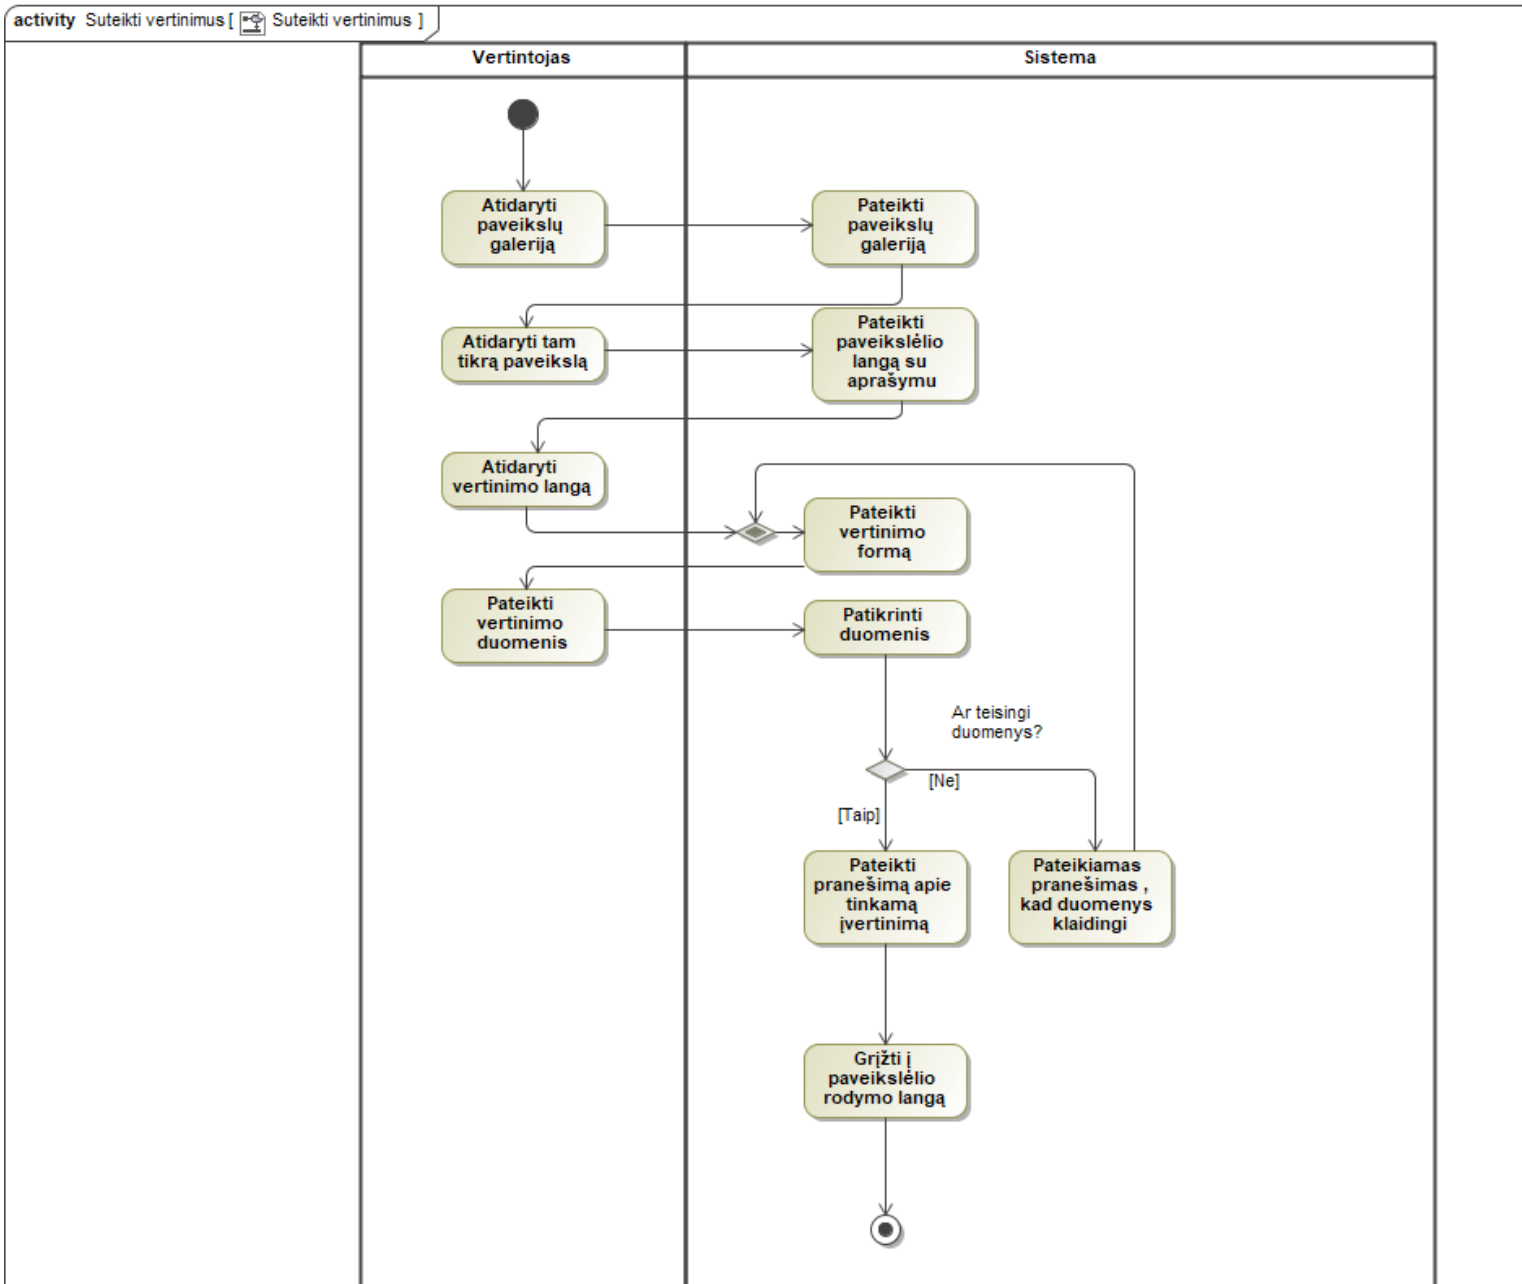 activity Suteikti vertinimus [ Suteikti vertinimus ]
Vertintojas
Sistema
Atidaryti
paveikslų
galeriją
Pateikti
paveikslų
galeriją
Atidaryti tam
tikrą paveikslą
Pateikti
paveikslėlio
langą su
aprašymu
Atidaryti
vertinimo langą
Pateikti
vertinimo
formą
Pateikti
vertinimo
duomenis
Patikrinti
duomenis
Ar teisingi
duomenys?
[Ne]
[Taip]
Pateikti
pranešimą apie
tinkamą
įvertinimą
Pateikiamas
pranešimas ,
kad duomenys
klaidingi
Grįžti į
paveikslėlio
rodymo langą